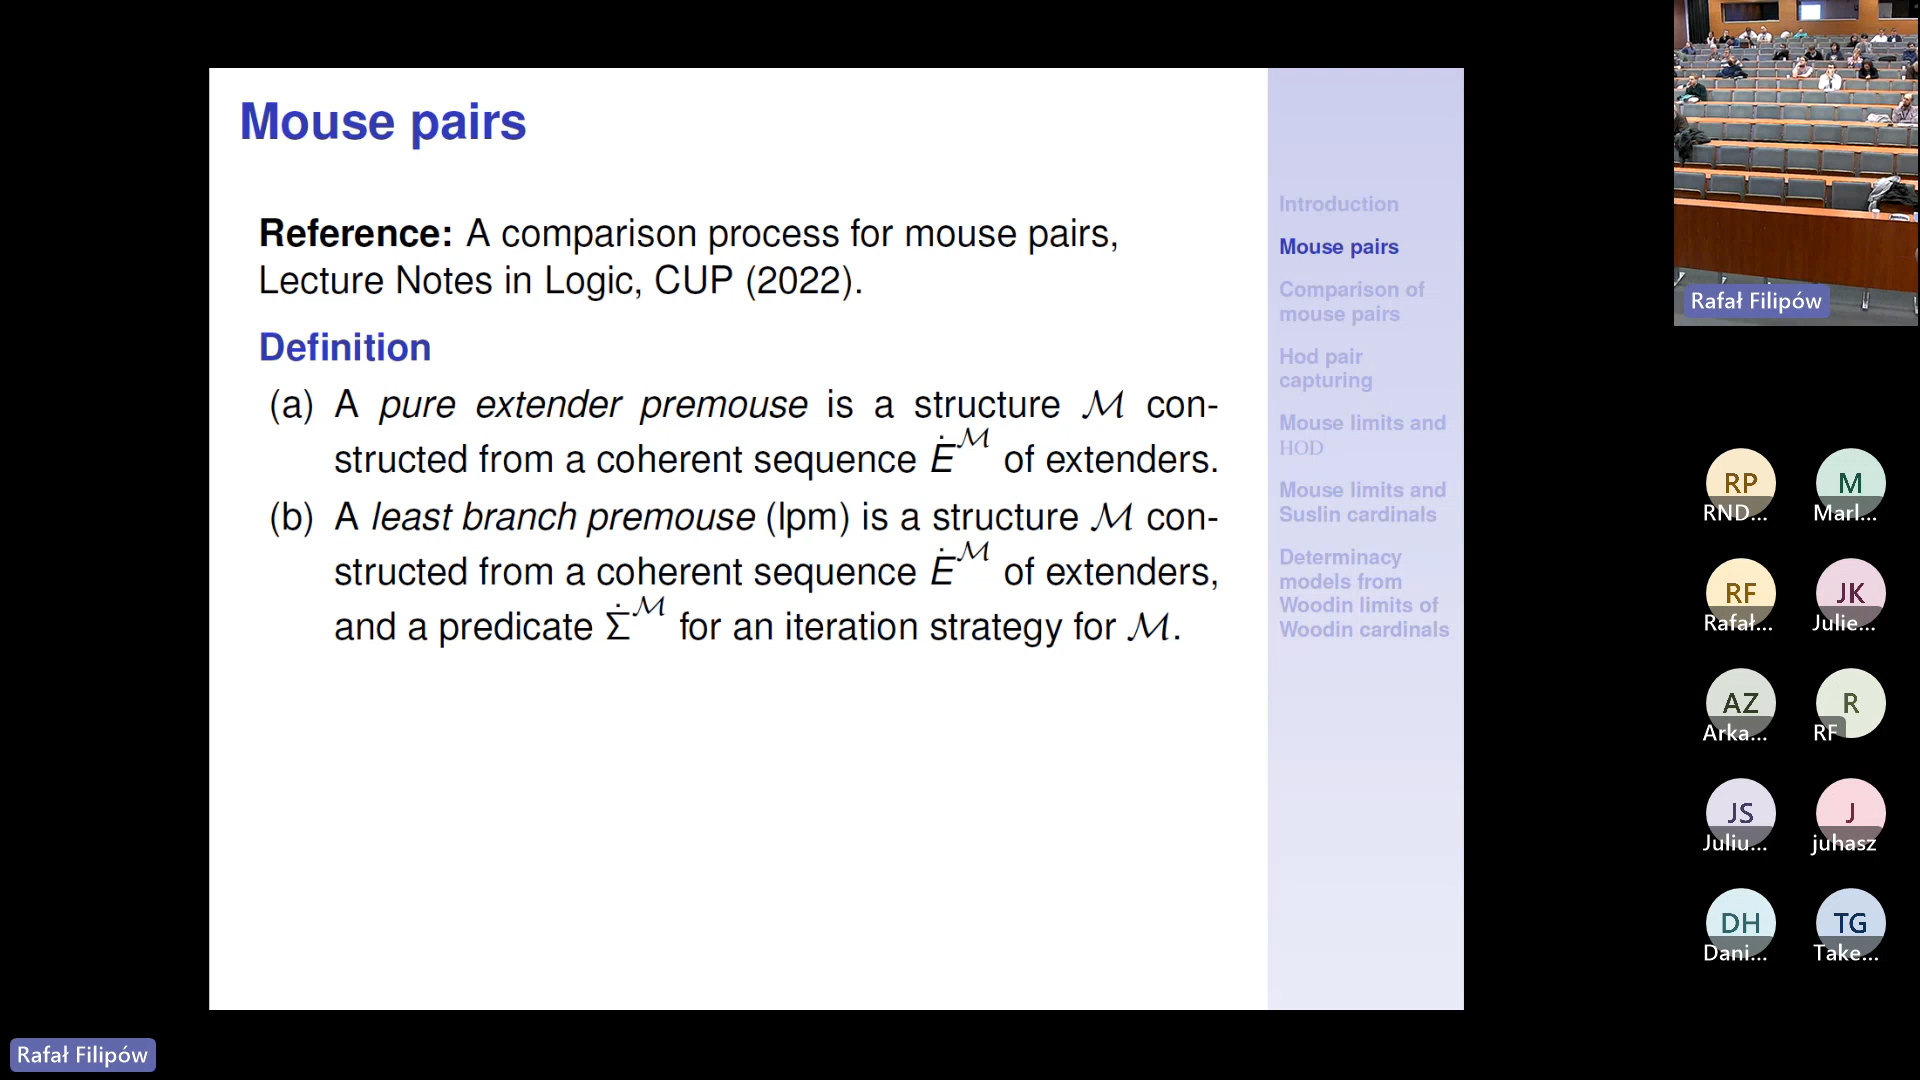 Mouse pairs
Reference: A comparison process for mouse pairs,
Lecture Notes in Logic, CUP (2022).
Definition
(a) A pure extender premouse is a structure ℳ con-
structed from a coherent sequence Ė^ℳ of extenders.
(b) A least branch premouse (lpm) is a structure ℳ con-
structed from a coherent sequence Ė^ℳ of extenders,
and a predicate Σ̇^ℳ for an iteration strategy for ℳ.
Introduction
Mouse pairs
Comparison of
mouse pairs
Hod pair
capturing
Mouse limits and
HOD
Mouse limits and
Suslin cardinals
Determinacy
models from
Woodin limits of
Woodin cardinals
Rafał Filipów
RP
RND...
M
Marl...
RF
Rafał...
JK
Julie...
AZ
Arka...
R
RF
JS
Juliu...
J
juhasz
DH
Dani...
TG
Take...
Rafał Filipów